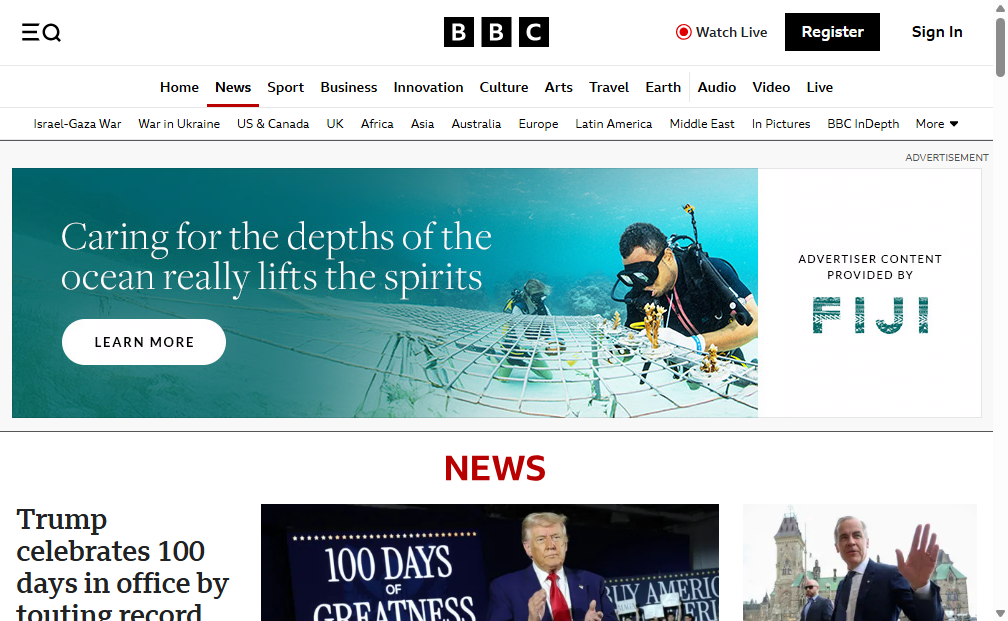 BBC
Watch Live
Register
Sign In
Home News Sport Business Innovation Culture Arts Travel Earth Audio Video Live
Israel-Gaza War War in Ukraine US & Canada UK Africa Asia Australia Europe Latin America Middle East In Pictures BBC InDepth More
ADVERTISEMENT
Caring for the depths of the
ocean really lifts the spirits
LEARN MORE
ADVERTISER CONTENT
PROVIDED BY
FIJI
NEWS
Trump
celebrates 100
days in office by
touting record
100 DAYS
OF
GREATNESS
BUY AMERIC